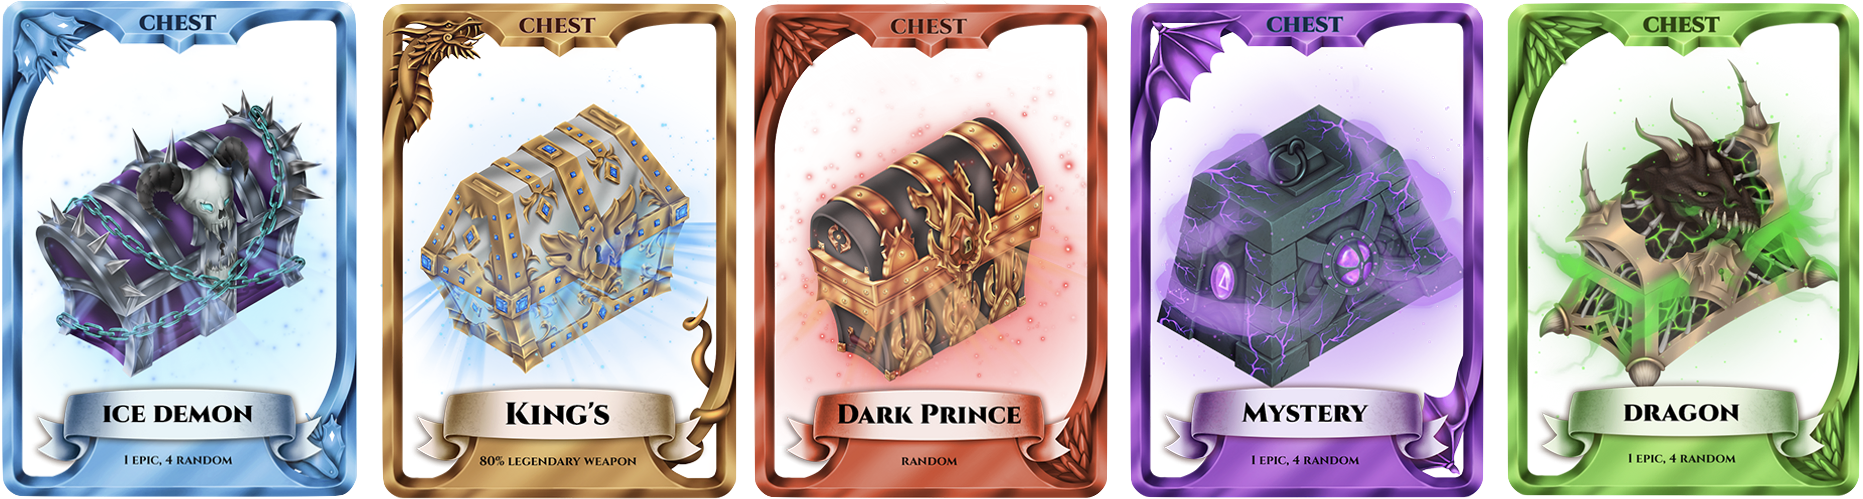 CHEST
ICE DEMON
1 EPIC, 4 RANDOM
CHEST
KING'S
80% LEGENDARY WEAPON
CHEST
DARK PRINCE
RANDOM
CHEST
MYSTERY
1 EPIC, 4 RANDOM
CHEST
DRAGON
1 EPIC, 4 RANDOM